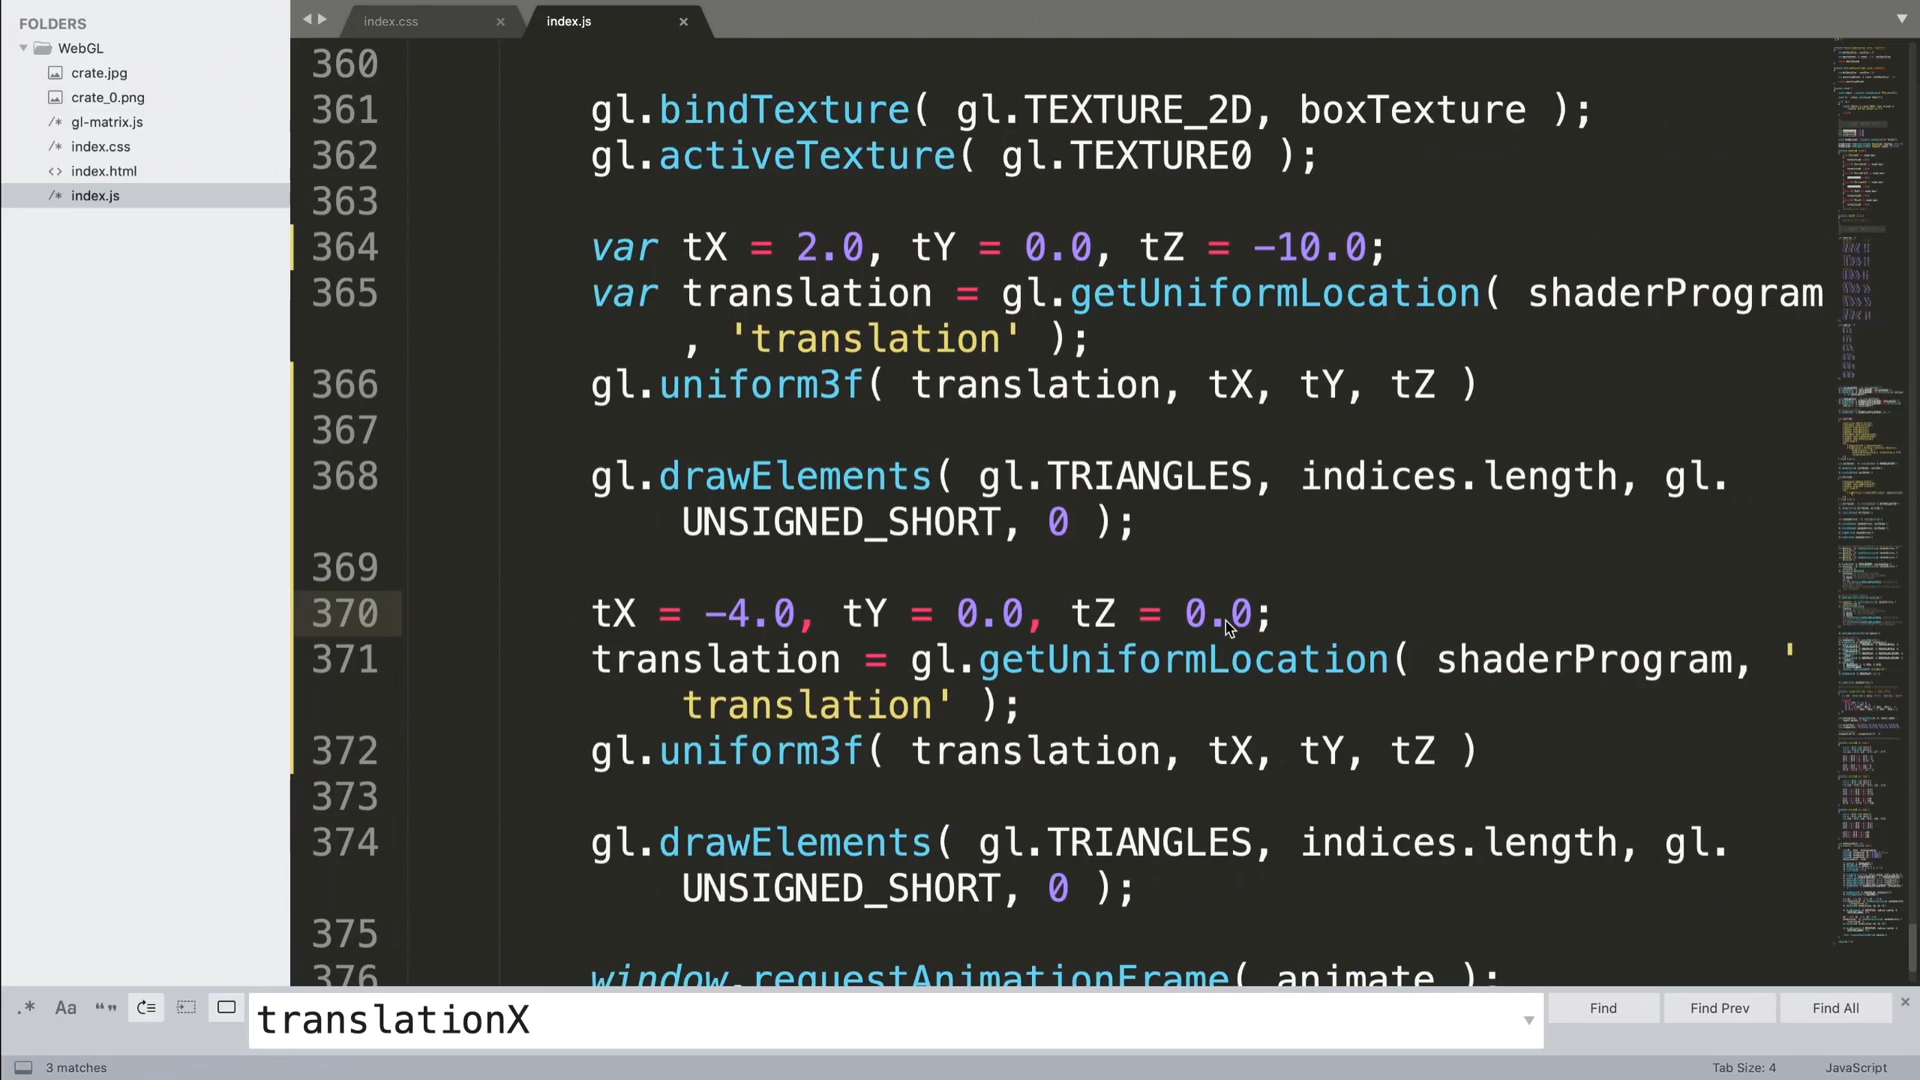 FOLDERS
WebGL
crate.jpg
crate_0.png
/* gl-matrix.js
/* index.css
<> index.html
/* index.js
index.css ×
index.js ×
360
361 gl.bindTexture( gl.TEXTURE_2D, boxTexture );
362 gl.activeTexture( gl.TEXTURE0 );
363
364 var tX = 2.0, tY = 0.0, tZ = -10.0;
365 var translation = gl.getUniformLocation( shaderProgram
, 'translation' );
366 gl.uniform3f( translation, tX, tY, tZ )
367
368 gl.drawElements( gl.TRIANGLES, indices.length, gl.
UNSIGNED_SHORT, 0 );
369
370 tX = -4.0, tY = 0.0, tZ = 0.0;
371 translation = gl.getUniformLocation( shaderProgram, '
translation' );
372 gl.uniform3f( translation, tX, tY, tZ )
373
374 gl.drawElements( gl.TRIANGLES, indices.length, gl.
UNSIGNED_SHORT, 0 );
375
376 window.requestAnimationFrame( animate );
.* Aa “” translationX Find Find Prev Find All ×
3 matches Tab Size: 4 JavaScript